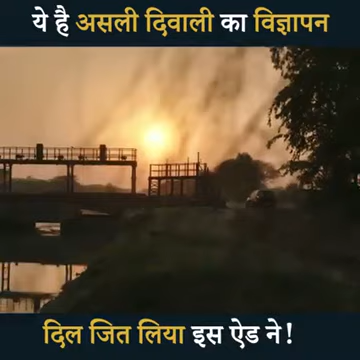 ये है असली दिवाली का विज्ञापन
दिल जित लिया इस ऐड ने!